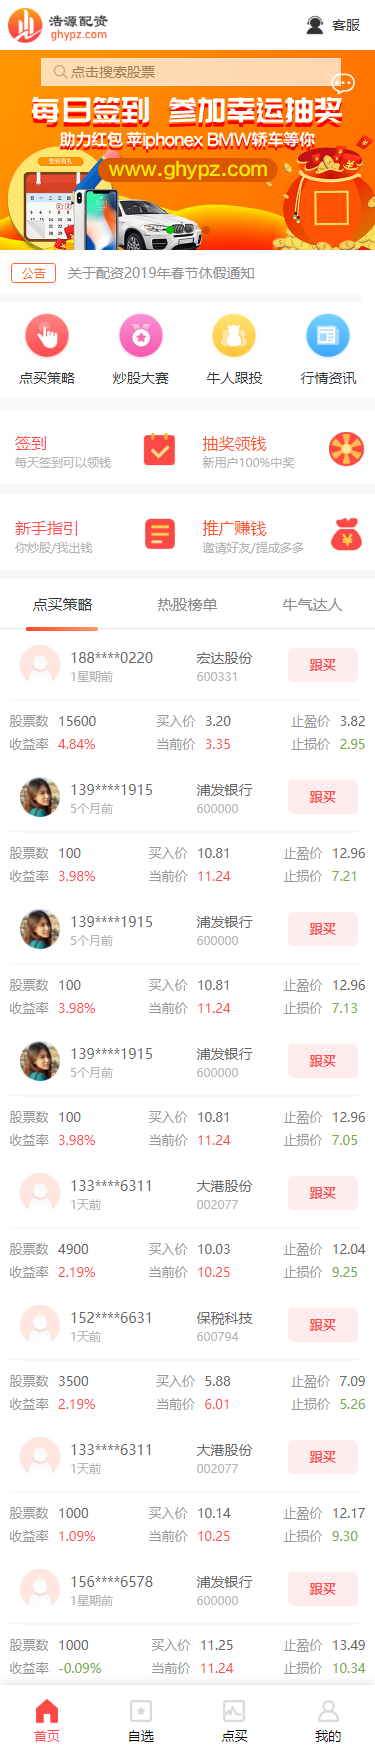 浩源配资
ghypz.com
客服
点击搜索股票
每日签到 参加幸运抽奖
助力红包 苹iphonex BMW轿车等你
www.ghypz.com
公告 关于配资2019年春节休假通知
点买策略 炒股大赛 牛人跟投 行情资讯
签到 抽奖领钱
每天签到可以领钱 新用户100%中奖
新手指引 推广赚钱
你炒股/我出钱 邀请好友/提成多多
点买策略 热股榜单 牛气达人
188****0220 宏达股份 跟买
1星期前 600331
股票数 15600 买入价 3.20 止盈价 3.82
收益率 4.84% 当前价 3.35 止损价 2.95
139****1915 浦发银行 跟买
5个月前 600000
股票数 100 买入价 10.81 止盈价 12.96
收益率 3.98% 当前价 11.24 止损价 7.21
139****1915 浦发银行 跟买
5个月前 600000
股票数 100 买入价 10.81 止盈价 12.96
收益率 3.98% 当前价 11.24 止损价 7.13
139****1915 浦发银行 跟买
5个月前 600000
股票数 100 买入价 10.81 止盈价 12.96
收益率 3.98% 当前价 11.24 止损价 7.05
133****6311 大港股份 跟买
1天前 002077
股票数 4900 买入价 10.03 止盈价 12.04
收益率 2.19% 当前价 10.25 止损价 9.25
152****6631 保税科技 跟买
1天前 600794
股票数 3500 买入价 5.88 止盈价 7.09
收益率 2.19% 当前价 6.01 止损价 5.26
133****6311 大港股份 跟买
1天前 002077
股票数 1000 买入价 10.14 止盈价 12.17
收益率 1.09% 当前价 10.25 止损价 9.30
156****6578 浦发银行 跟买
1星期前 600000
股票数 1000 买入价 11.25 止盈价 13.49
收益率 -0.09% 当前价 11.24 止损价 10.34
首页 自选 点买 我的